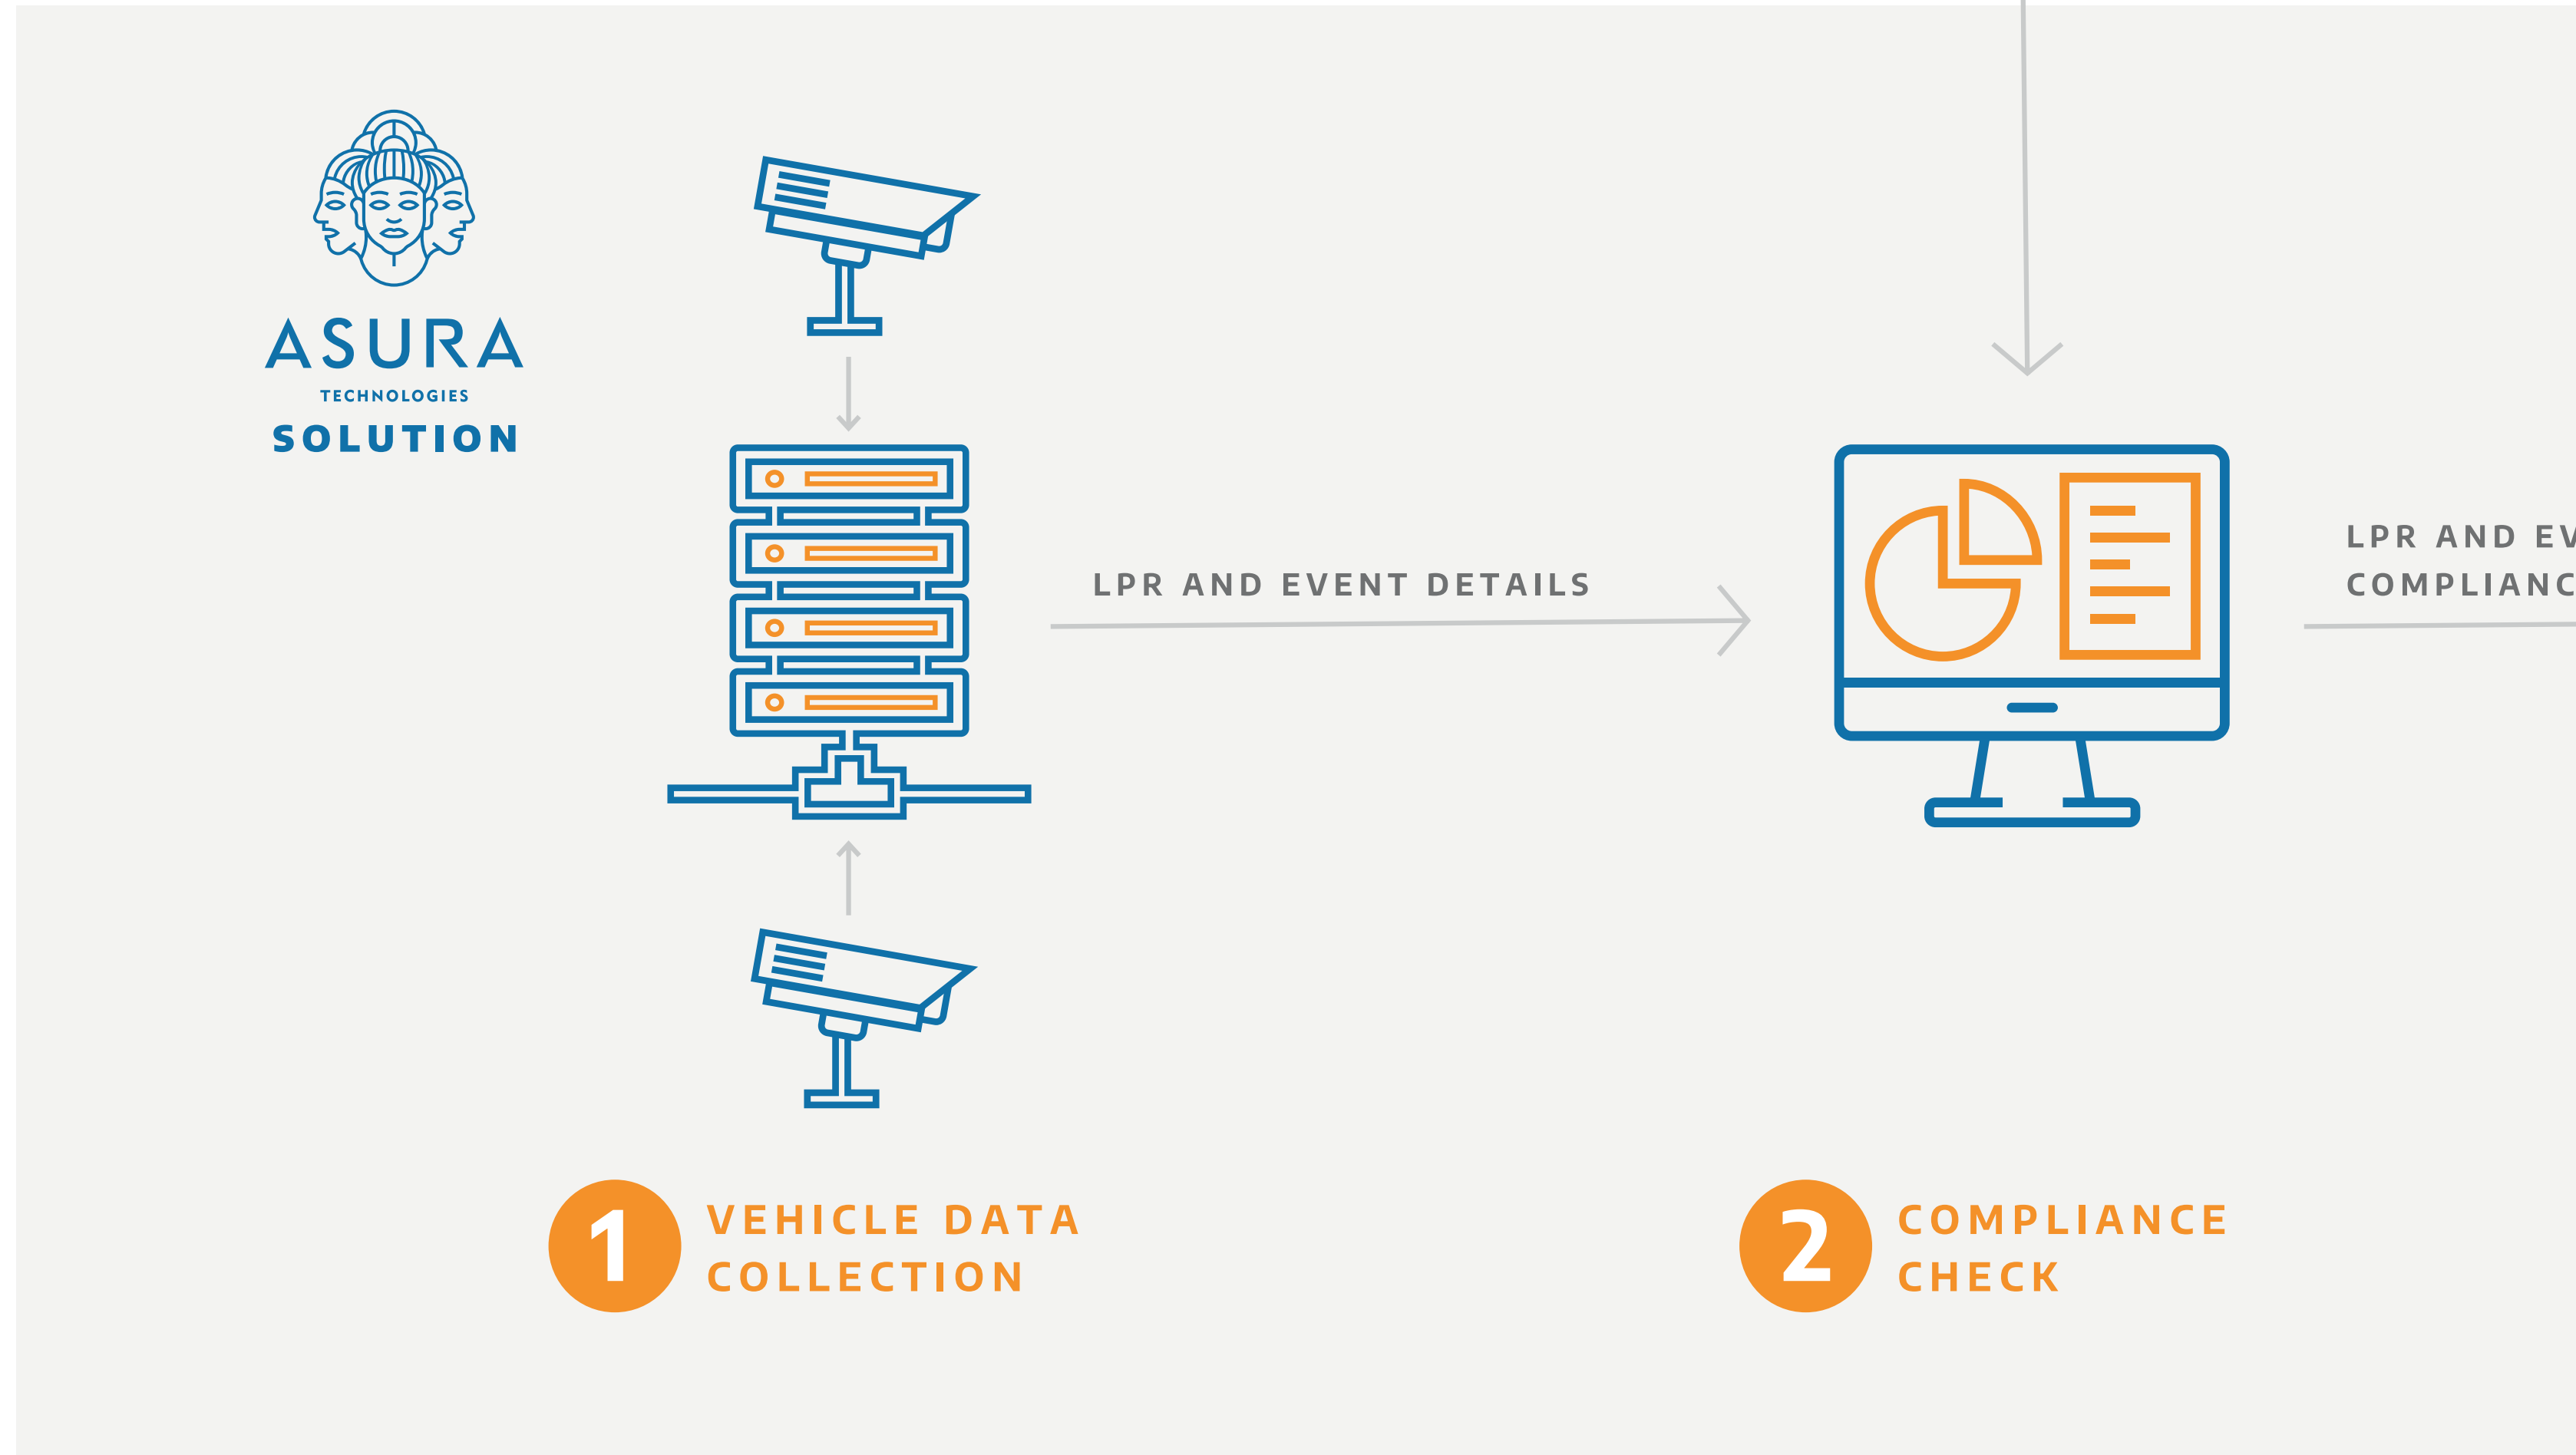 ASURA
TECHNOLOGIES
SOLUTION
LPR AND EVENT DETAILS
LPR AND
1
VEHICLE DATA
COLLECTION
2
COMPLIANCE
CHECK